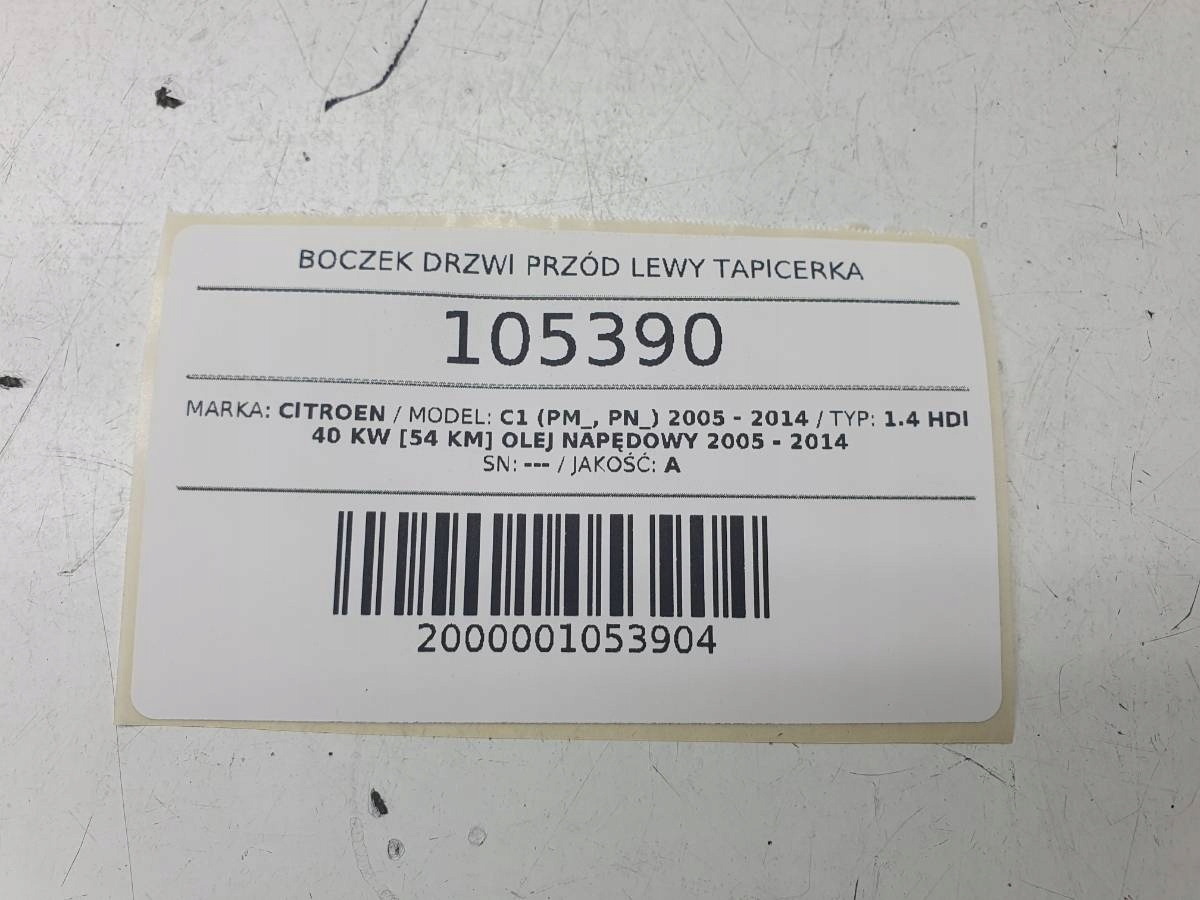 BOCZEK DRZWI PRZÓD LEWY TAPICERKA
105390
MARKA: CITROEN / MODEL: C1 (PM_, PN_) 2005 - 2014 / TYP: 1.4 HDI
40 KW [54 KM] OLEJ NAPĘDOWY 2005 - 2014
SN: --- / JAKOŚĆ: A
2000001053904